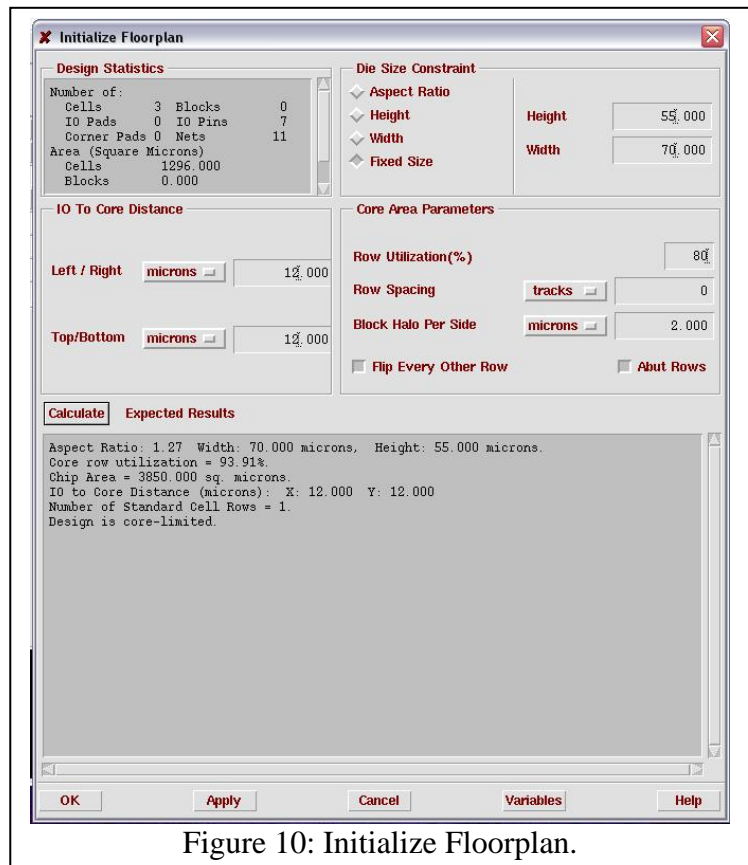 Initialize Floorplan
Design Statistics
Number of:
Cells 3 Blocks 0
IO Pads 0 IO Pins 7
Corner Pads 0 Nets 11
Area (Square Microns)
Cells 1296.000
Blocks 0.000
Die Size Constraint
Aspect Ratio
Height
Width
Fixed Size
Height 55.000
Width 70.000
IO To Core Distance
Left / Right microns 12.000
Top/Bottom microns 12.000
Core Area Parameters
Row Utilization(%) 80
Row Spacing tracks 0
Block Halo Per Side microns 2.000
Flip Every Other Row Abut Rows
Calculate Expected Results
Aspect Ratio: 1.27 Width: 70.000 microns, Height: 55.000 microns.
Core row utilization = 93.91%.
Chip Area = 3850.000 sq. microns.
IO to Core Distance (microns): X: 12.000 Y: 12.000
Number of Standard Cell Rows = 1.
Design is core-limited.
OK Apply Cancel Variables Help
Figure 10: Initialize Floorplan.